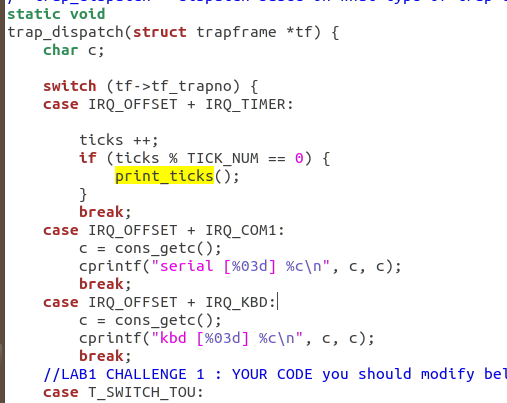 static void
trap_dispatch(struct trapframe *tf) {
    char c;

    switch (tf->tf_trapno) {
    case IRQ_OFFSET + IRQ_TIMER:

        ticks ++;
        if (ticks % TICK_NUM == 0) {
            print_ticks();
        }
        break;
    case IRQ_OFFSET + IRQ_COM1:
        c = cons_getc();
        cprintf("serial [%03d] %c\n", c, c);
        break;
    case IRQ_OFFSET + IRQ_KBD:
        c = cons_getc();
        cprintf("kbd [%03d] %c\n", c, c);
        break;
    //LAB1 CHALLENGE 1 : YOUR CODE you should modify bel
    case T_SWITCH_TOU: